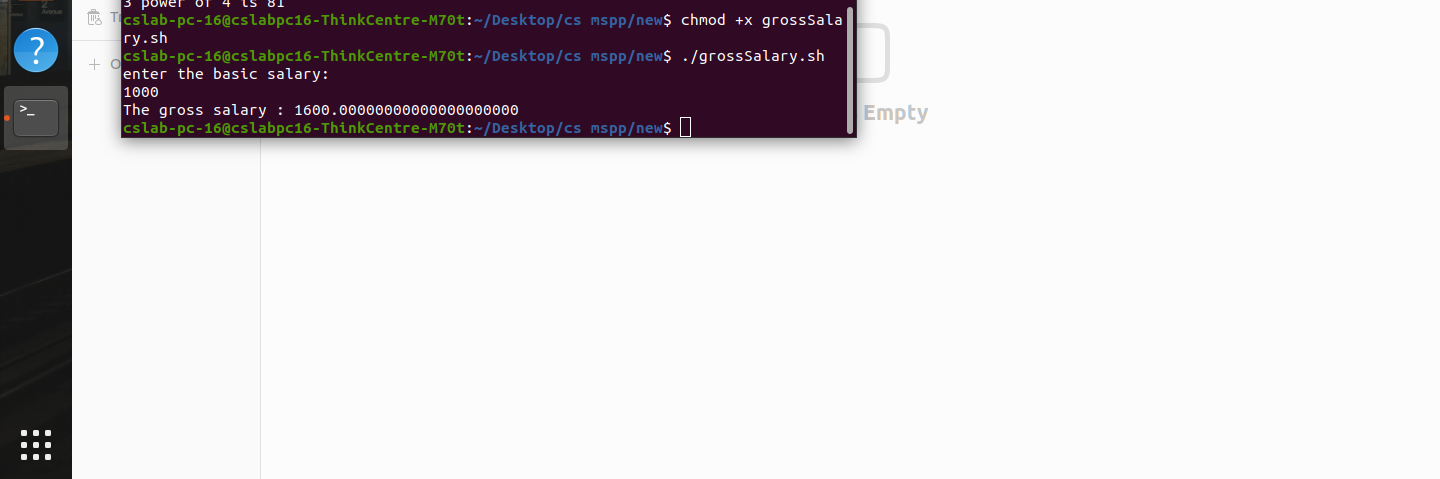 3 power of 4 is 81
cslab-pc-16@cslabpc16-ThinkCentre-M70t:~/Desktop/cs mspp/new$ chmod +x grossSala
ry.sh
cslab-pc-16@cslabpc16-ThinkCentre-M70t:~/Desktop/cs mspp/new$ ./grossSalary.sh
enter the basic salary:
1000
The gross salary : 1600.00000000000000000000
cslab-pc-16@cslabpc16-ThinkCentre-M70t:~/Desktop/cs mspp/new$
Empty